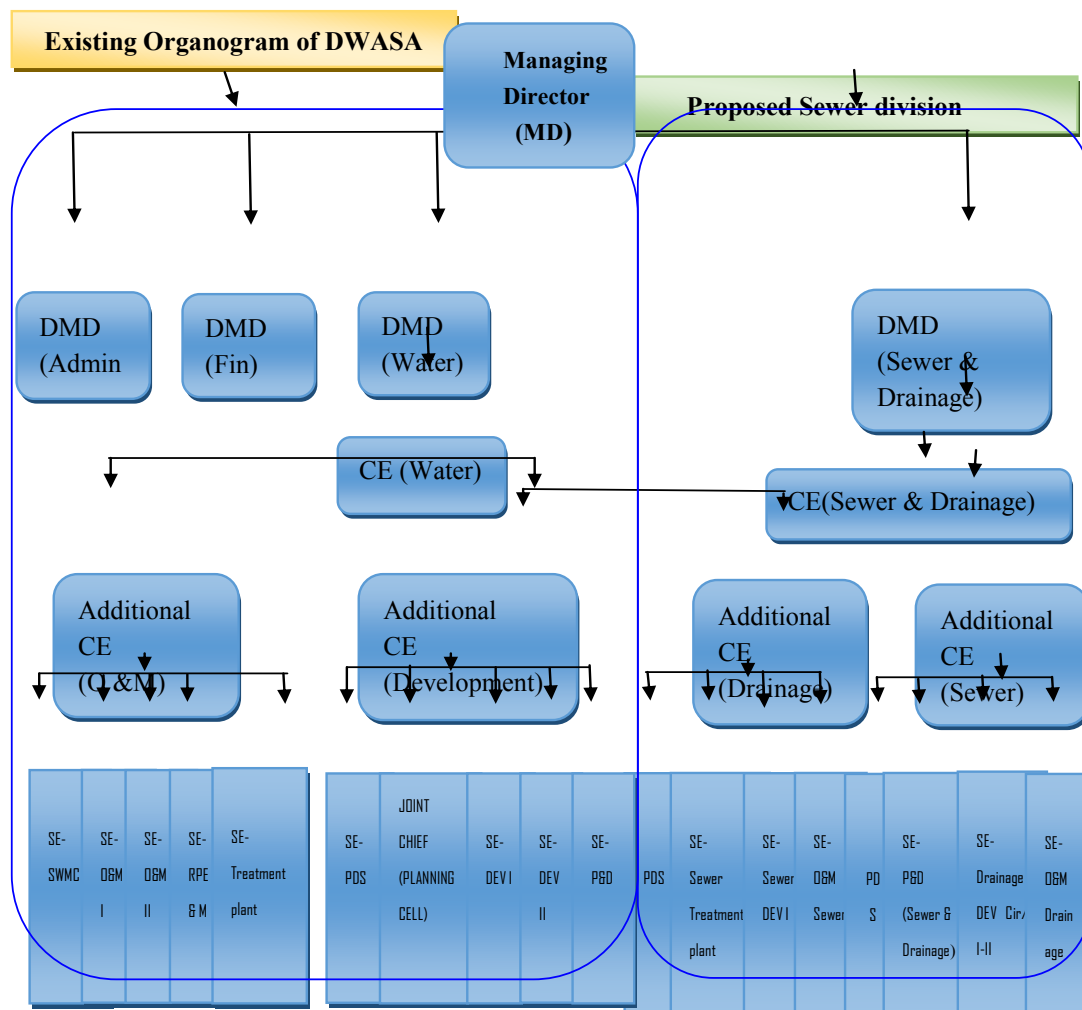 Existing Organogram of DWASA
Managing
Director
(MD)
Proposed Sewer division
DMD
(Admin
DMD
(Fin)
DMD
(Water)
DMD
(Sewer &
Drainage)
CE (Water)
CE(Sewer & Drainage)
Additional
CE
(O &M)
Additional
CE
(Development)
Additional
CE
(Drainage)
Additional
CE
(Sewer)
SE-
SWMC
SE-
O&M
I
SE-
O&M
II
SE-
RPE
& M
SE-
Treatment
plant
SE-
PDS
JOINT
CHIEF
(PLANNING
CELL)
SE-
DEV I
SE-
DEV
II
SE-
P&D
PDS
SE-
Sewer
Treatment
plant
SE-
Sewer
DEV I
SE-
O&M
Sewer
PD
S
SE-
P&D
(Sewer &
Drainage)
SE-
Drainage
DEV Cir/
I-II
SE-
O&M
Drain
age